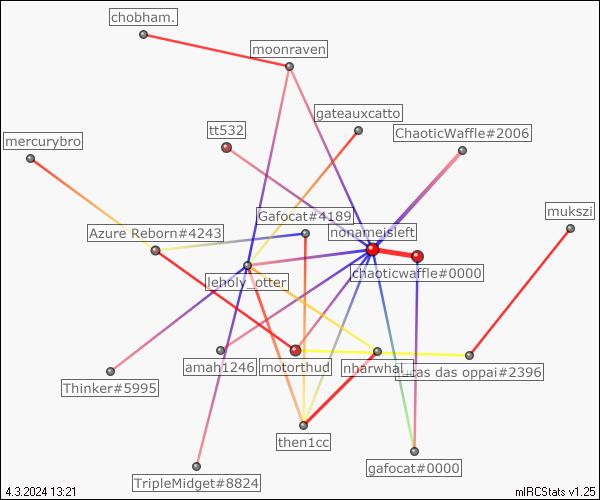 chobham.
moonraven
gateauxcatto
tt532
ChaoticWaffle#2006
mercurybro
mukszi
Gafocat#4189
Azure Reborn#4243
nonameisleft
chaoticwaffle#0000
leholy_otter
amah1246
motorthud
nharwhal_
cas das oppai#2396
Thinker#5995
then1cc
gafocat#0000
TripleMidget#8824
4.3.2024 13:21
mIRCStats v1.25